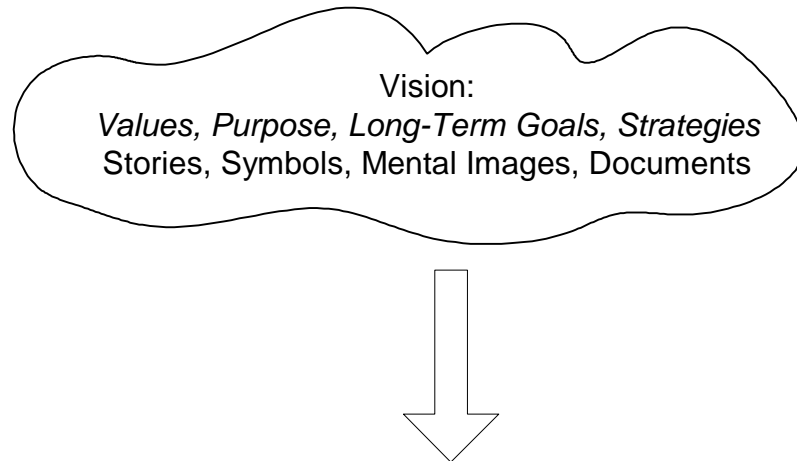 Vision:
Values, Purpose, Long-Term Goals, Strategies
Stories, Symbols, Mental Images, Documents